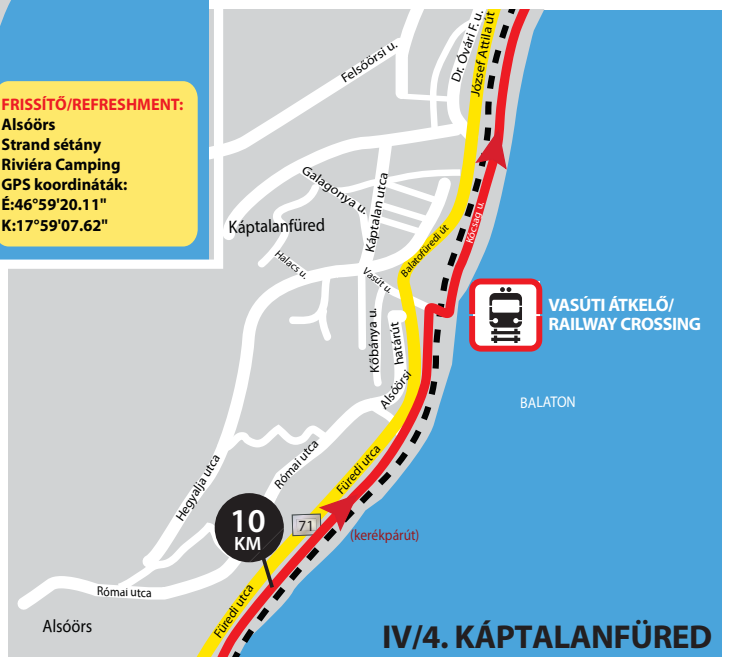 FRISSÍTŐ/REFRESHMENT:
Alsóörs
Strand sétány
Riviéra Camping
GPS koordináták:
É:46°59'20.11"
K:17°59'07.62"
Felsőörsi u.
Dr. Óvári F. u.
József Attila út
Galagonya u.
Káptalan utca
Káptalanfüred
Halacs u.
Vasút u.
Balatofüredi út
Kócsag u.
VASÚTI ÁTKELŐ/
RAILWAY CROSSING
Kőbánya u.
határút
Alsóörsi
BALATON
Hegyalja utca
Római utca
Füredi utca
10
KM
71
(kerékpárút)
Római utca
Füredi utca
Alsóörs
IV/4. KÁPTALANFÜRED